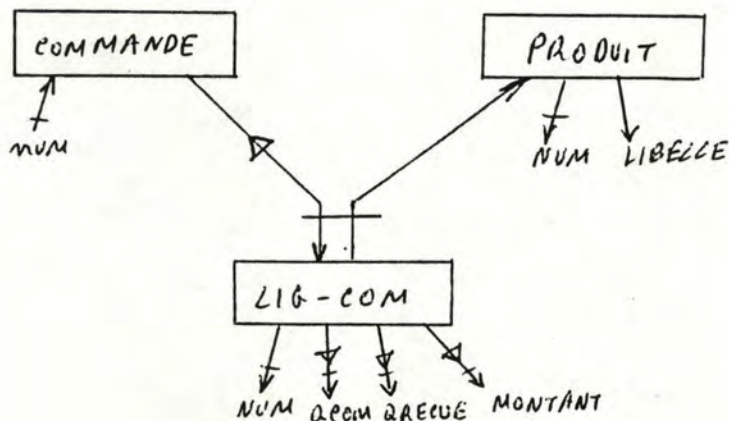 COMMANDE
PRODUIT
NUM
NUM LIBELLE
LIG-COM
NUM QCOM QRECUE MONTANT